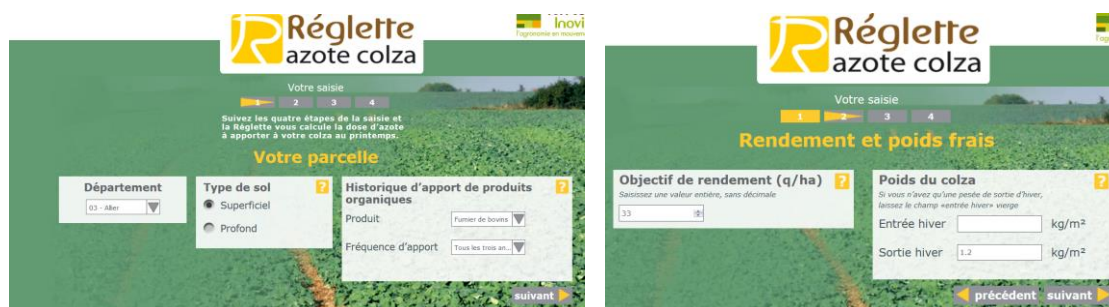 Réglette
azote colza
Inovi
l'agronomie en mouvement
Votre saisie
1 2 3 4
Suivez les quatre étapes de la saisie et
la Réglette vous calcule la dose d'azote
à apporter à votre colza au printemps.
Votre parcelle
Département
03 - Allier
Type de sol
Superficiel
Profond
Historique d'apport de produits
organiques
Produit
Fumier de bovins
Fréquence d'apport
Tous les trois an...
suivant
Réglette
azote colza
Votre saisie
1 2 3 4
Rendement et poids frais
Objectif de rendement (q/ha)
Saisissez une valeur entière, sans décimale
33
Poids du colza
Si vous n'avez qu'une pesée de sortie d'hiver,
laissez le champ «entrée hiver» vierge
Entrée hiver kg/m²
Sortie hiver 1.2 kg/m²
précédent suivant